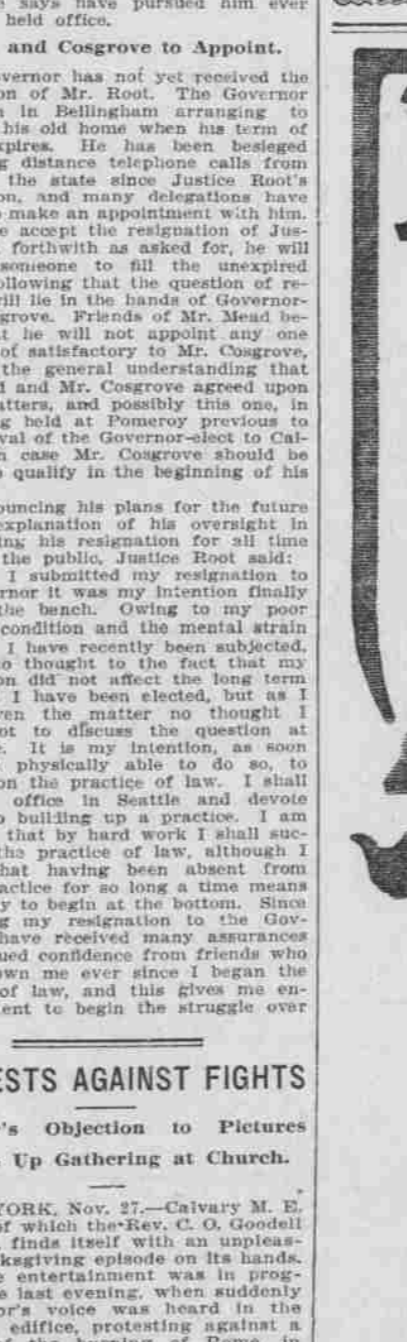 says have pursued him ever
held office.
and Cosgrove to Appoint.
vernor has not yet received the
on of Mr. Root. The Governor
in Bellingham arranging to
his old home when his term of
xpires. He has been besieged
g distance telephone calls from
the state since Justice Root's
on, and many delegations have
make an appointment with him.
e accept the resignation of Jus-
forthwith as asked for, he will
someone to fill the unexpired
ollowing that the question of re-
ill lie in the hands of Governor-
grove. Friends of Mr. Mead be-
t he will not appoint any one
of satisfactory to Mr. Cosgrove,
the general understanding that
d and Mr. Cosgrove agreed upon
atters, and possibly this one, in
g held at Pomeroy previous to
val of the Governor-elect to Cal-
n case Mr. Cosgrove should be
o qualify in the beginning of his
ouncing his plans for the future
explanation of his oversight in
ing his resignation for all time
the public, Justice Root said:
I submitted my resignation to
rnor it was my intention finally
the bench. Owing to my poor
condition and the mental strain
I have recently been subjected,
o thought to the fact that my
on did not affect the long term
I have been elected, but as I
ven the matter no thought I
ot to discuss the question at
e. It is my intention, as soon
physically able to do so, to
on the practice of law. I shall
office in Seattle and devote
o building up a practice. I am
that by hard work I shall suc-
the practice of law, although I
hat having been absent from
actice for so long a time means
y to begin at the bottom. Since
g my resignation to the Gov-
have received many assurances
ued confidence from friends who
own me ever since I began the
of law, and this gives me en-
ent to begin the struggle over
ESTS AGAINST FIGHTS
's Objection to Pictures
Up Gathering at Church.
YORK, Nov. 27.—Calvary M. E.
of which the Rev. C. O. Goodell
finds itself with an unpleas-
ksgiving episode on its hands.
e entertainment was in prog-
e last evening, when suddenly
or's voice was heard in the
edifice, protesting against a
of the burning of Rome, in